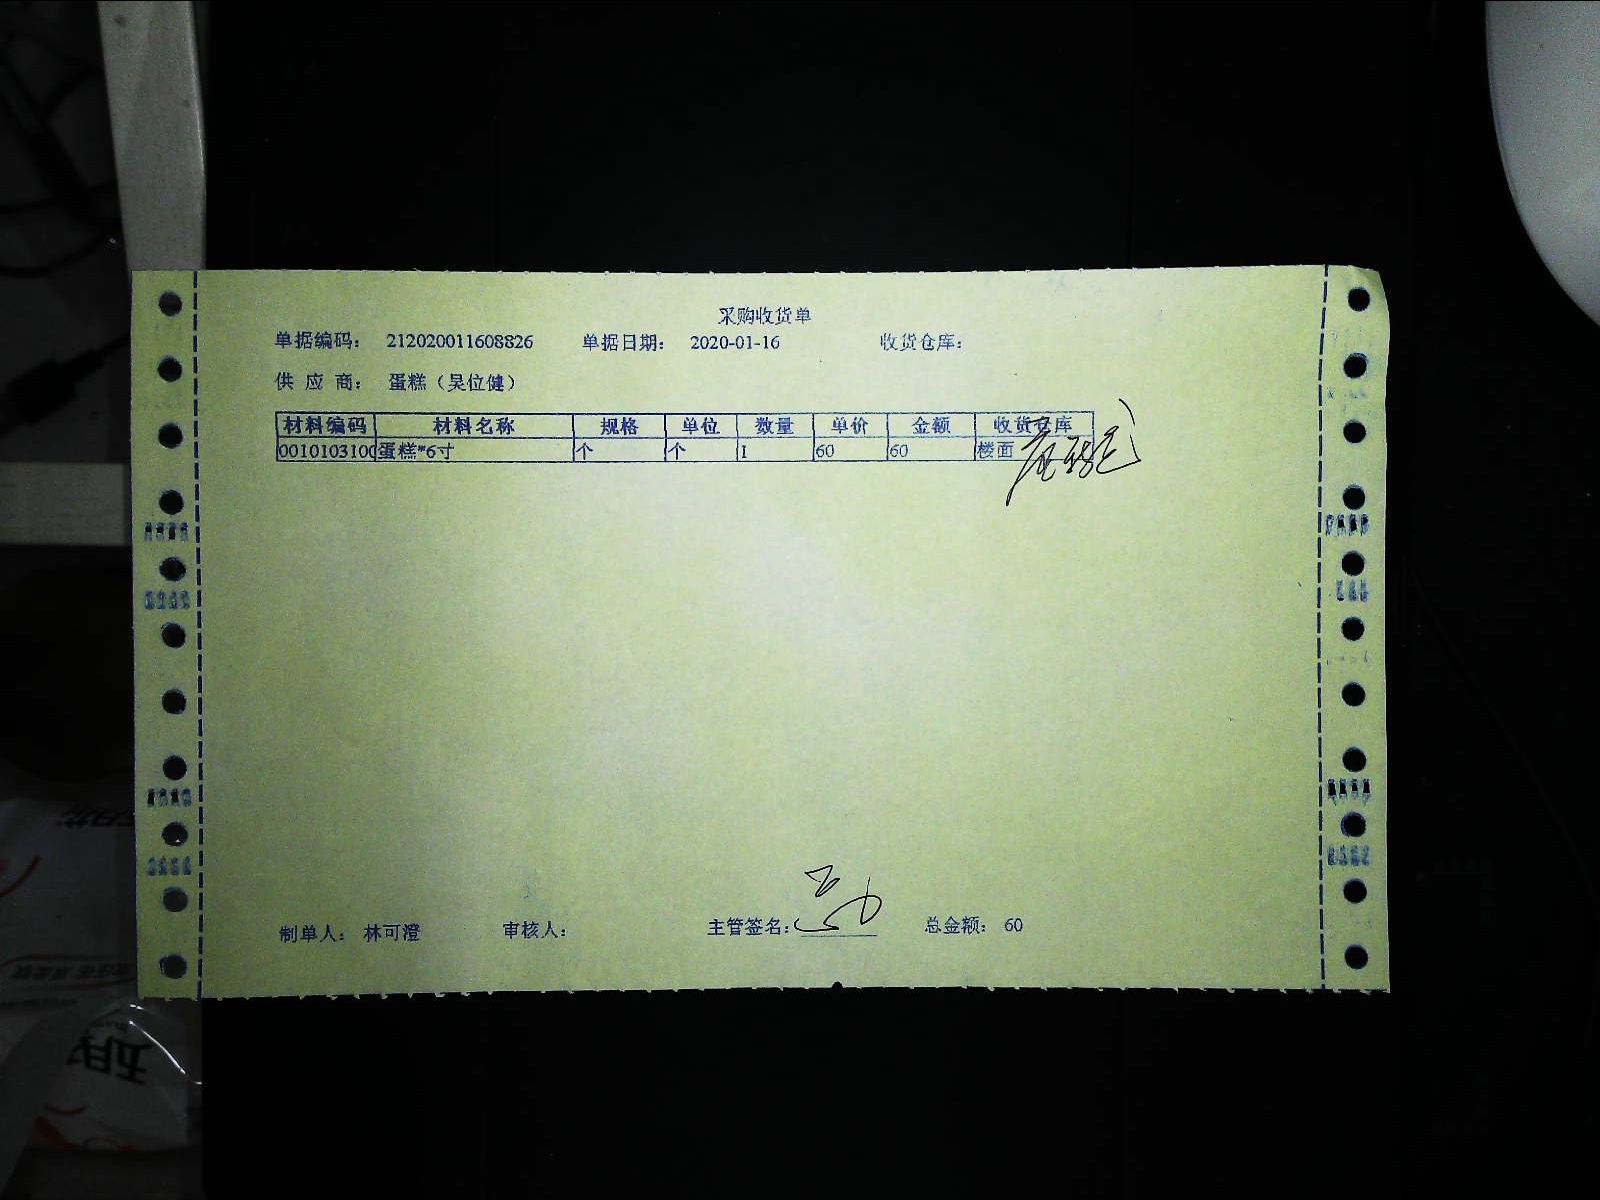 采购收货单
单据编码： 212020011608826 单据日期： 2020-01-16 收货仓库：
供 应 商： 蛋糕（吴位健）
材料编码 材料名称 规格 单位 数量 单价 金额 收货仓库
0010103100 蛋糕*6寸 个 个 1 60 60 楼面
制单人： 林可澄 审核人： 主管签名： 总金额： 60